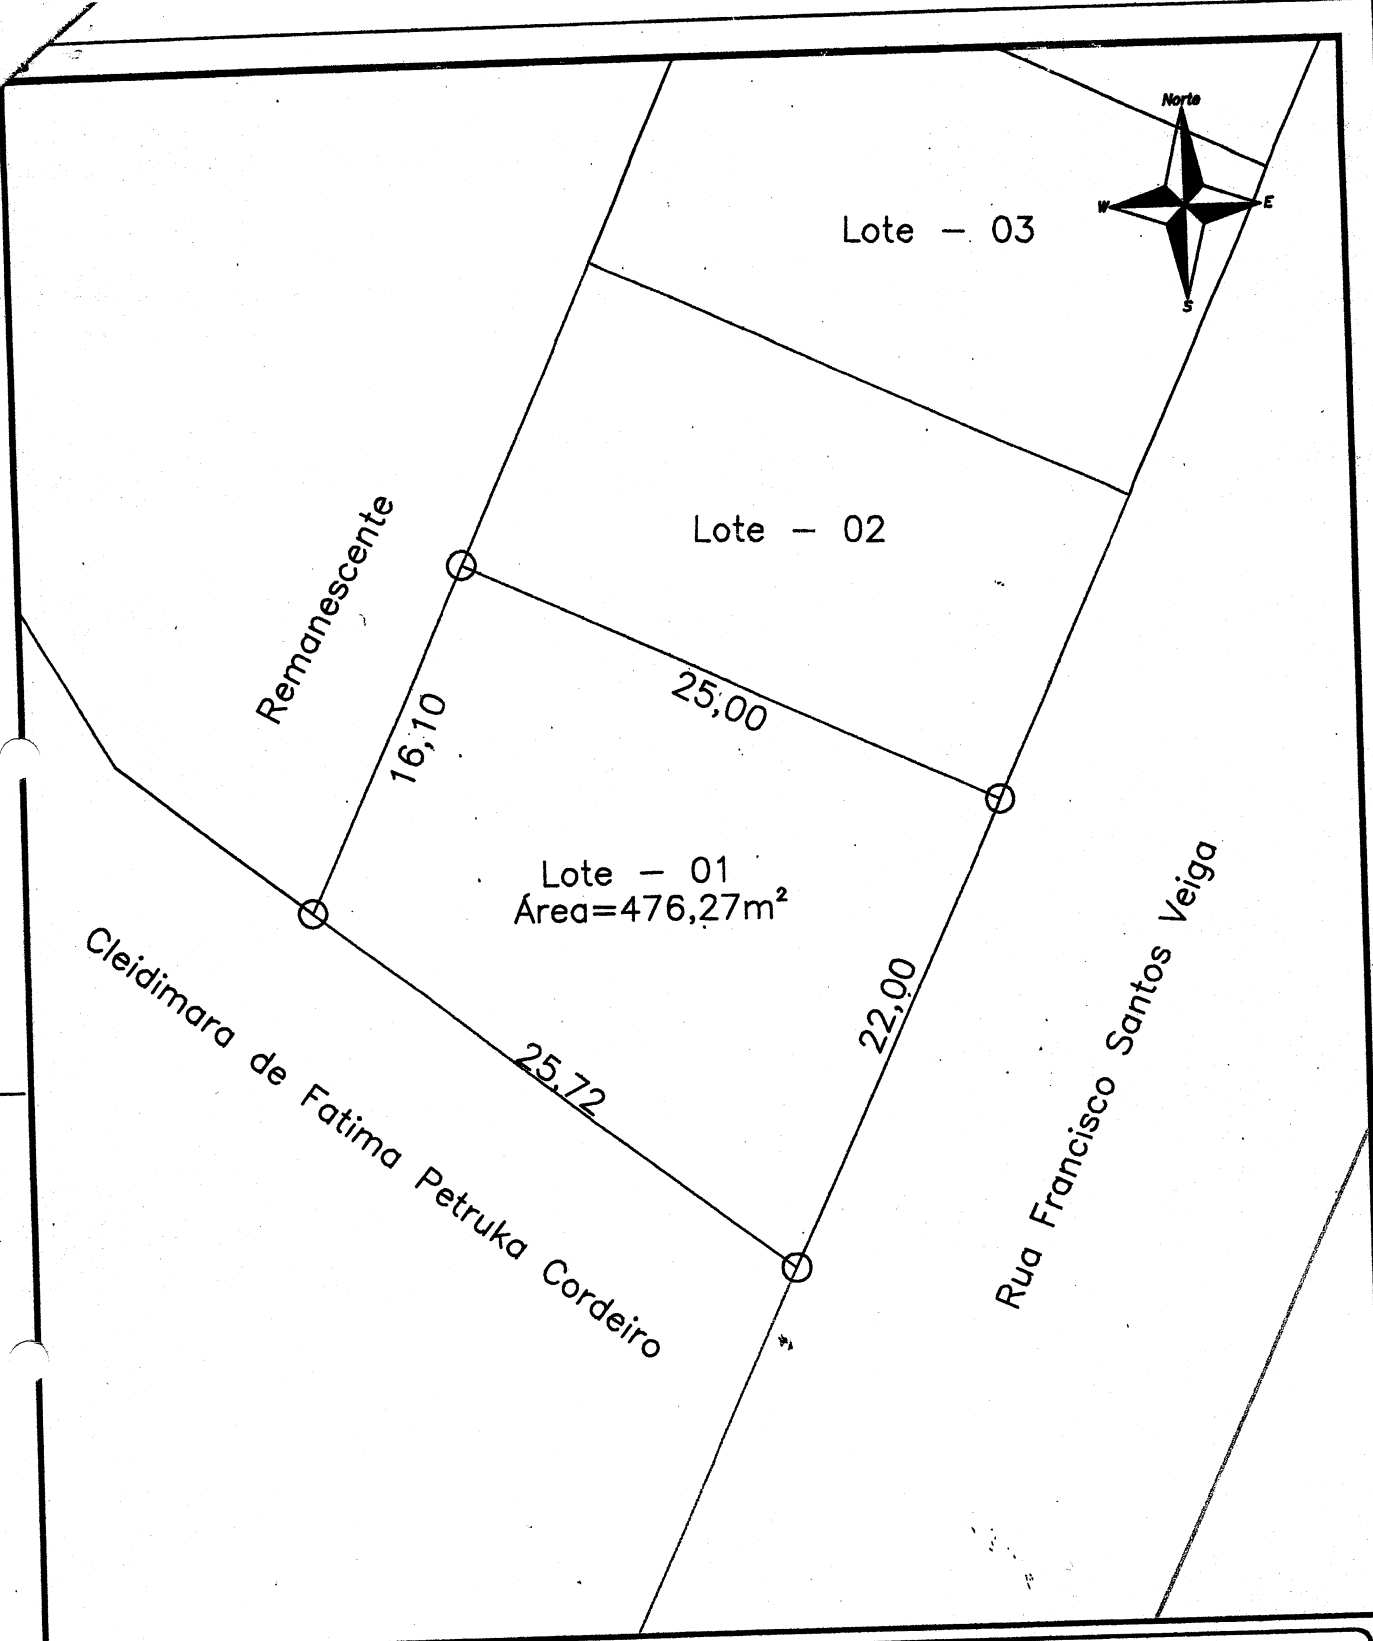 Norte
W
E
S
Lote - 03
Lote - 02
Remanescente
25,00
16,10
Lote - 01
Área=476,27m²
22,00
25,72
Rua Francisco Santos Veiga
Cleidimara de Fatima Petruka Cordeiro